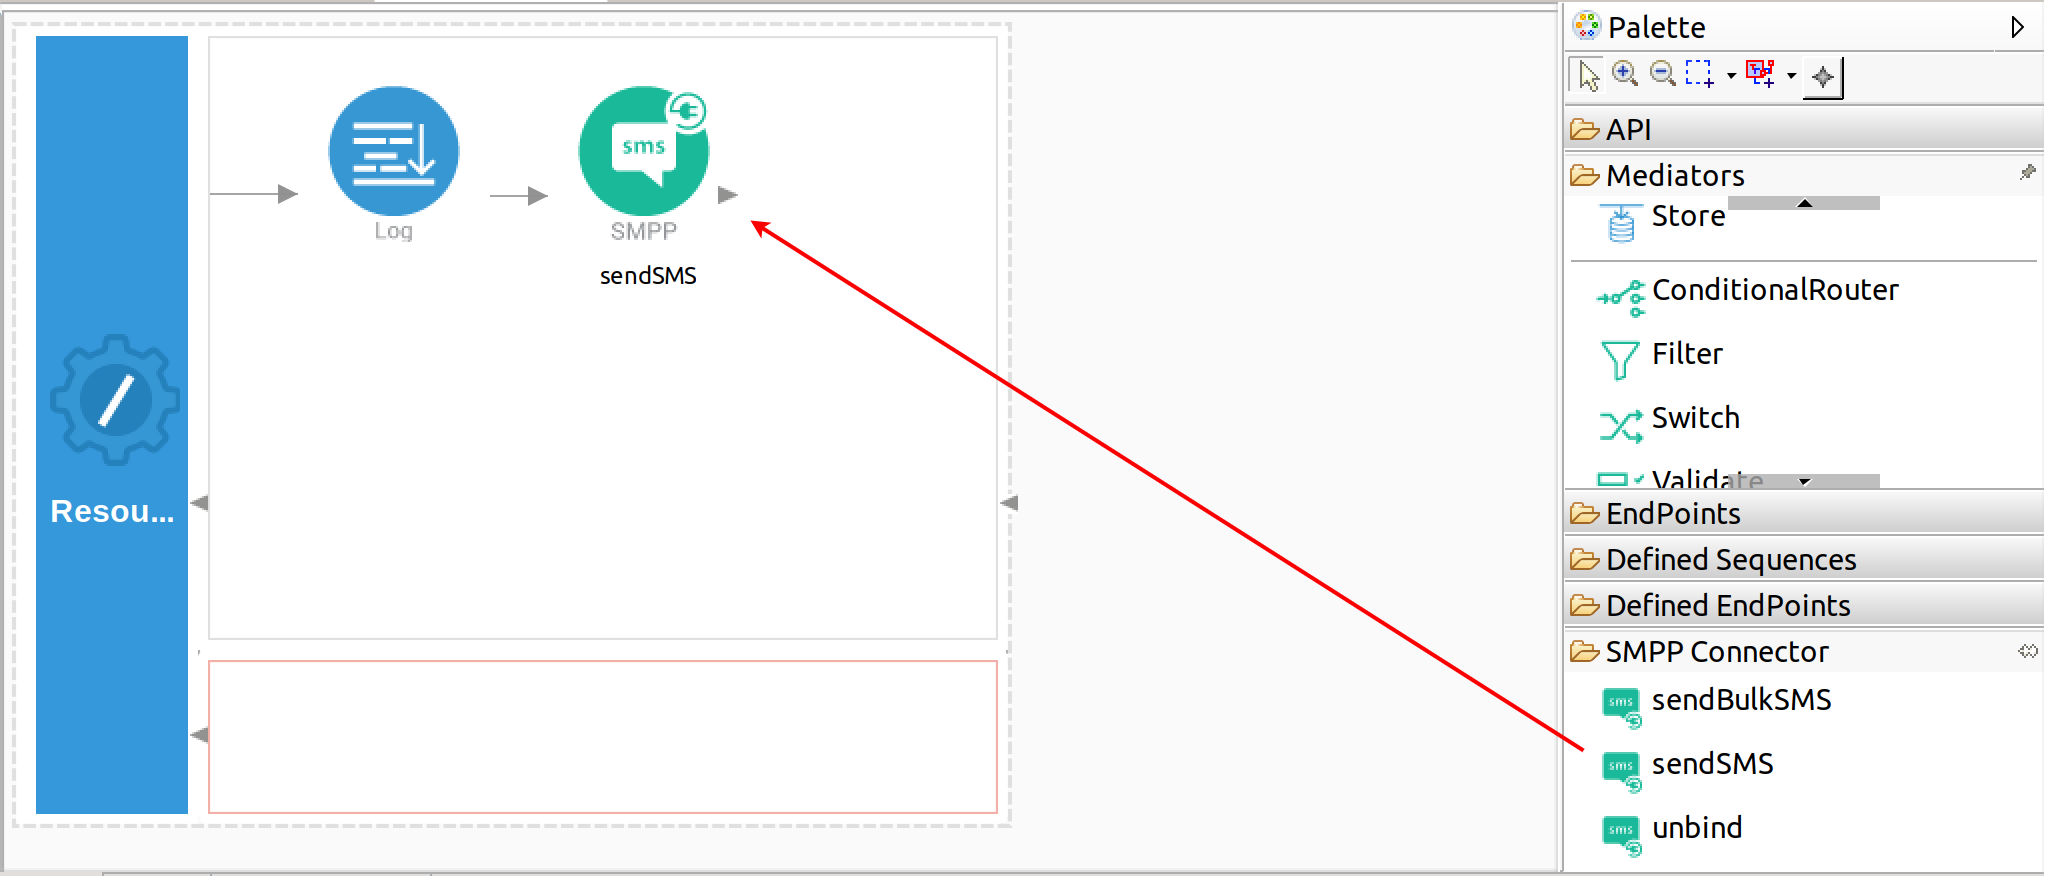 Resou...
Log
sms
SMPP
sendSMS
Palette
API
Mediators
Store
ConditionalRouter
Filter
Switch
Validate
EndPoints
Defined Sequences
Defined EndPoints
SMPP Connector
sms sendBulkSMS
sms sendSMS
sms unbind